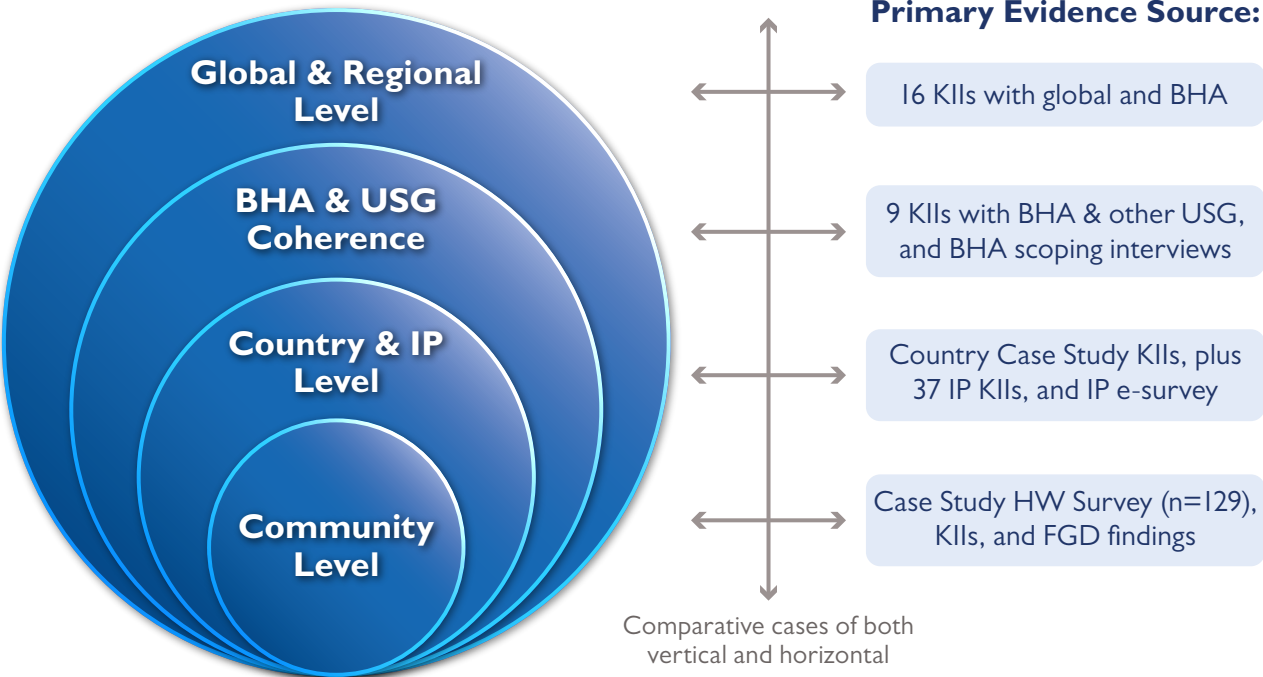 Primary Evidence Source:
Global & Regional
Level
16 KIIs with global and BHA
BHA & USG
Coherence
9 KIIs with BHA & other USG,
and BHA scoping interviews
Country & IP
Level
Country Case Study KIIs, plus
37 IP KIIs, and IP e-survey
Community
Level
Case Study HW Survey (n=129),
KIIs, and FGD findings
Comparative cases of both
vertical and horizontal